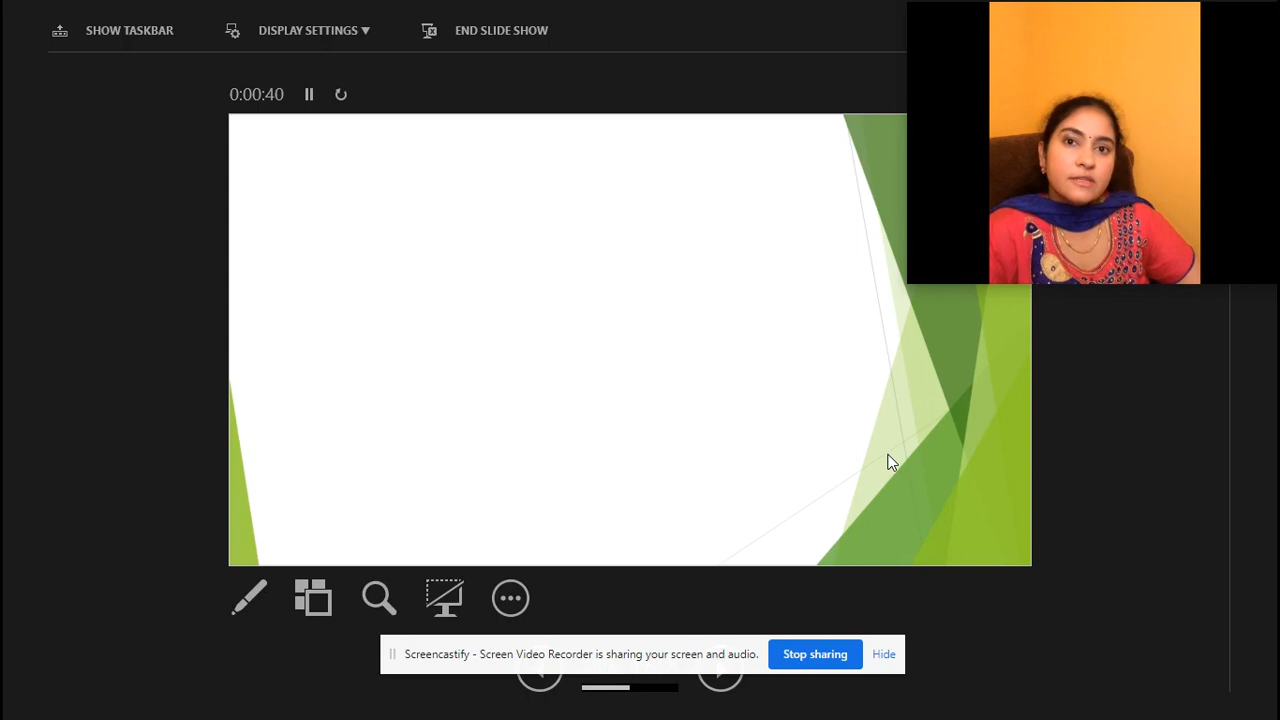 SHOW TASKBAR DISPLAY SETTINGS ▼ END SLIDE SHOW
0:00:40
Screencastify - Screen Video Recorder is sharing your screen and audio. Stop sharing Hide